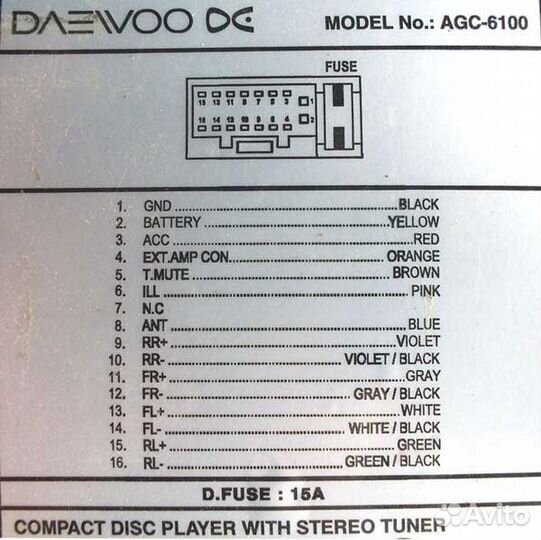 DAEWOO DE MODEL No.: AGC-6100
FUSE
15 13 11 9 7 5 3 1
16 14 12 10 8 6 4 2
1. GND BLACK
2. BATTERY YELLOW
3. ACC RED
4. EXT.AMP CON. ORANGE
5. T.MUTE BROWN
6. ILL PINK
7. N.C
8. ANT BLUE
9. RR+ VIOLET
10. RR- VIOLET / BLACK
11. FR+ GRAY
12. FR- GRAY / BLACK
13. FL+ WHITE
14. FL- WHITE / BLACK
15. RL+ GREEN
16. RL- GREEN / BLACK
D.FUSE : 15A
COMPACT DISC PLAYER WITH STEREO TUNER
Avito